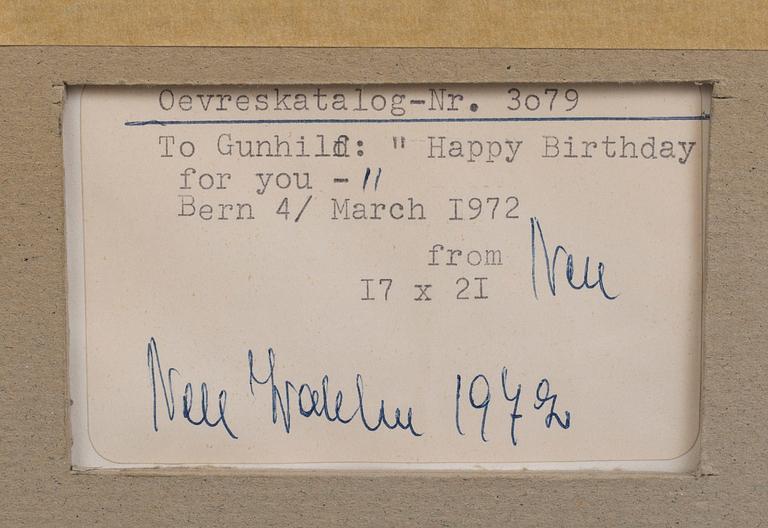 Oevreskatalog-Nr. 3o79
To Gunhild: " Happy Birthday
for you - "
Bern 4/ March I972
from Nell
I7 x 2I
Nell Walden 1972